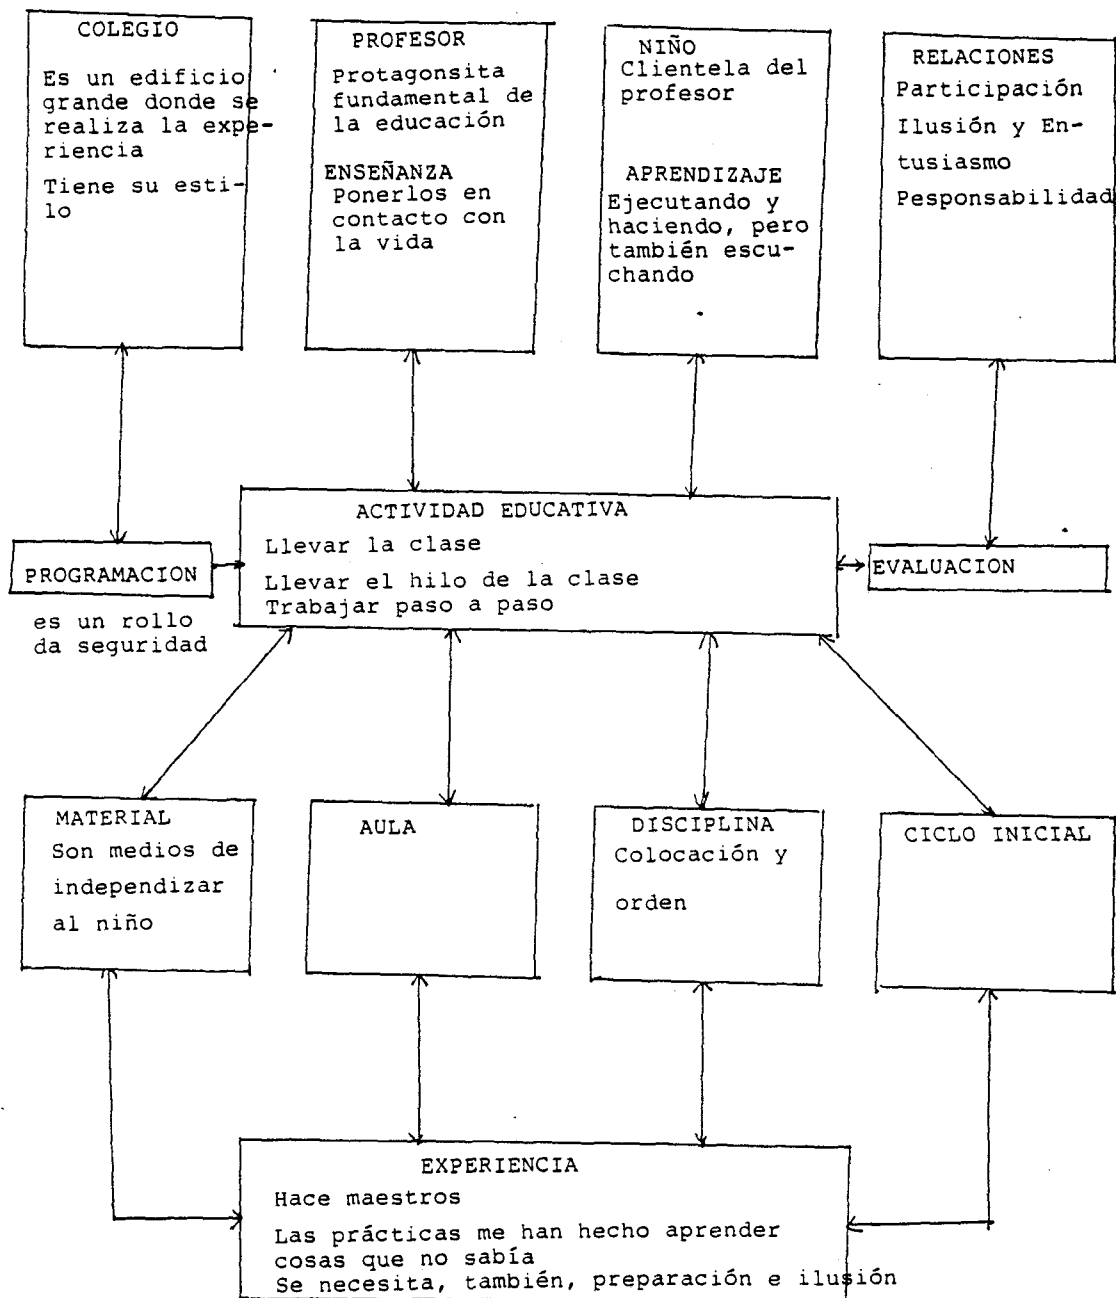 COLEGIO
Es un edificio
grande donde se
realiza la expe-
riencia
Tiene su esti-
lo
PROFESOR
Protagonsita
fundamental de
la educación
ENSEÑANZA
Ponerlos en
contacto con
la vida
NIÑO
Clientela del
profesor
APRENDIZAJE
Ejecutando y
haciendo, pero
también escu-
chando
RELACIONES
Participación
Ilusión y En-
tusiasmo
Pesponsabilidad
PROGRAMACION
es un rollo
da seguridad
ACTIVIDAD EDUCATIVA
Llevar la clase
Llevar el hilo de la clase
Trabajar paso a paso
EVALUACION
MATERIAL
Son medios de
independizar
al niño
AULA
DISCIPLINA
Colocación y
orden
CICLO INICIAL
EXPERIENCIA
Hace maestros
Las prácticas me han hecho aprender
cosas que no sabía
Se necesita, también, preparación e ilusión